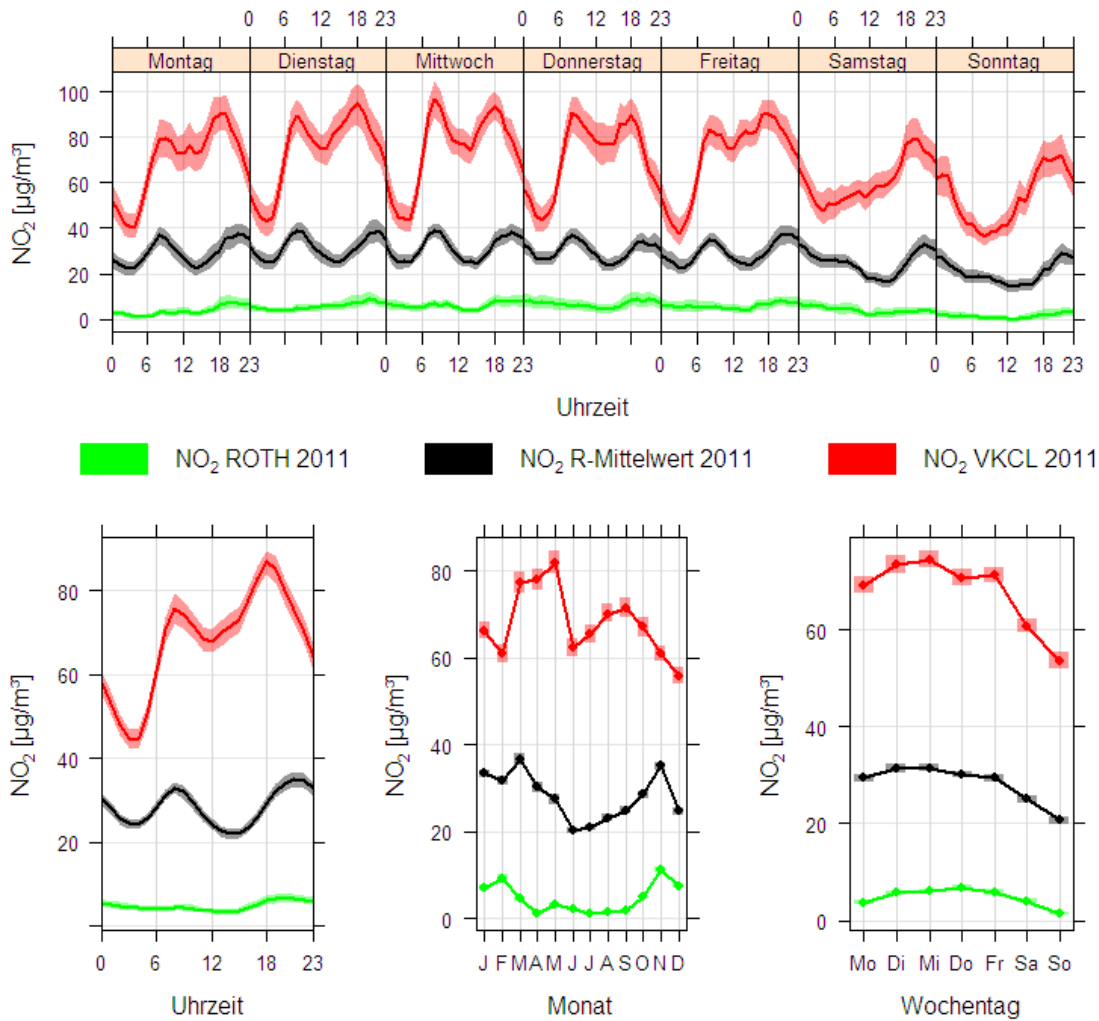 0 6 12 18 23 0 6 12 18 23 0 6 12 18 23
Montag Dienstag Mittwoch Donnerstag Freitag Samstag Sonntag
NO₂ [µg/m³]
100
80
60
40
20
0
0 6 12 18 23 0 6 12 18 23 0 6 12 18 23 0 6 12 18 23
Uhrzeit
NO₂ ROTH 2011 NO₂ R-Mittelwert 2011 NO₂ VKCL 2011
NO₂ [µg/m³]
80
60
40
20
0 6 12 18 23
Uhrzeit
NO₂ [µg/m³]
80
60
40
20
0
J F M A M J J A S O N D
Monat
NO₂ [µg/m³]
60
40
20
0
Mo Di Mi Do Fr Sa So
Wochentag